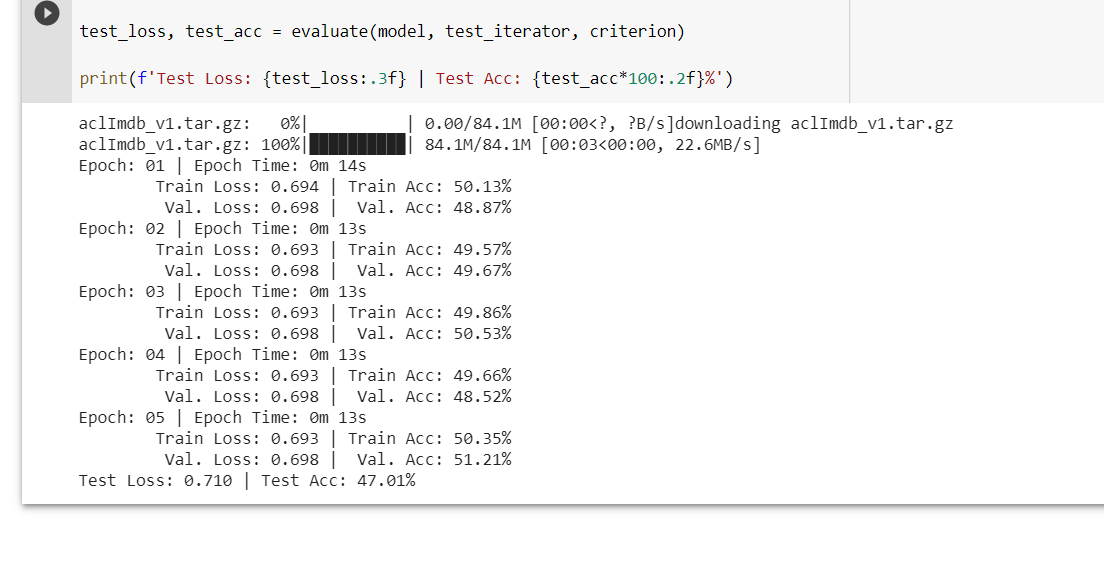 test_loss, test_acc = evaluate(model, test_iterator, criterion)
print(f'Test Loss: {test_loss:.3f} | Test Acc: {test_acc*100:.2f}%')
aclImdb_v1.tar.gz:   0%|          | 0.00/84.1M [00:00<?, ?B/s]downloading aclImdb_v1.tar.gz
aclImdb_v1.tar.gz: 100%|██████████| 84.1M/84.1M [00:03<00:00, 22.6MB/s]
Epoch: 01 | Epoch Time: 0m 14s
        Train Loss: 0.694 | Train Acc: 50.13%
         Val. Loss: 0.698 |  Val. Acc: 48.87%
Epoch: 02 | Epoch Time: 0m 13s
        Train Loss: 0.693 | Train Acc: 49.57%
         Val. Loss: 0.698 |  Val. Acc: 49.67%
Epoch: 03 | Epoch Time: 0m 13s
        Train Loss: 0.693 | Train Acc: 49.86%
         Val. Loss: 0.698 |  Val. Acc: 50.53%
Epoch: 04 | Epoch Time: 0m 13s
        Train Loss: 0.693 | Train Acc: 49.66%
         Val. Loss: 0.698 |  Val. Acc: 48.52%
Epoch: 05 | Epoch Time: 0m 13s
        Train Loss: 0.693 | Train Acc: 50.35%
         Val. Loss: 0.698 |  Val. Acc: 51.21%
Test Loss: 0.710 | Test Acc: 47.01%